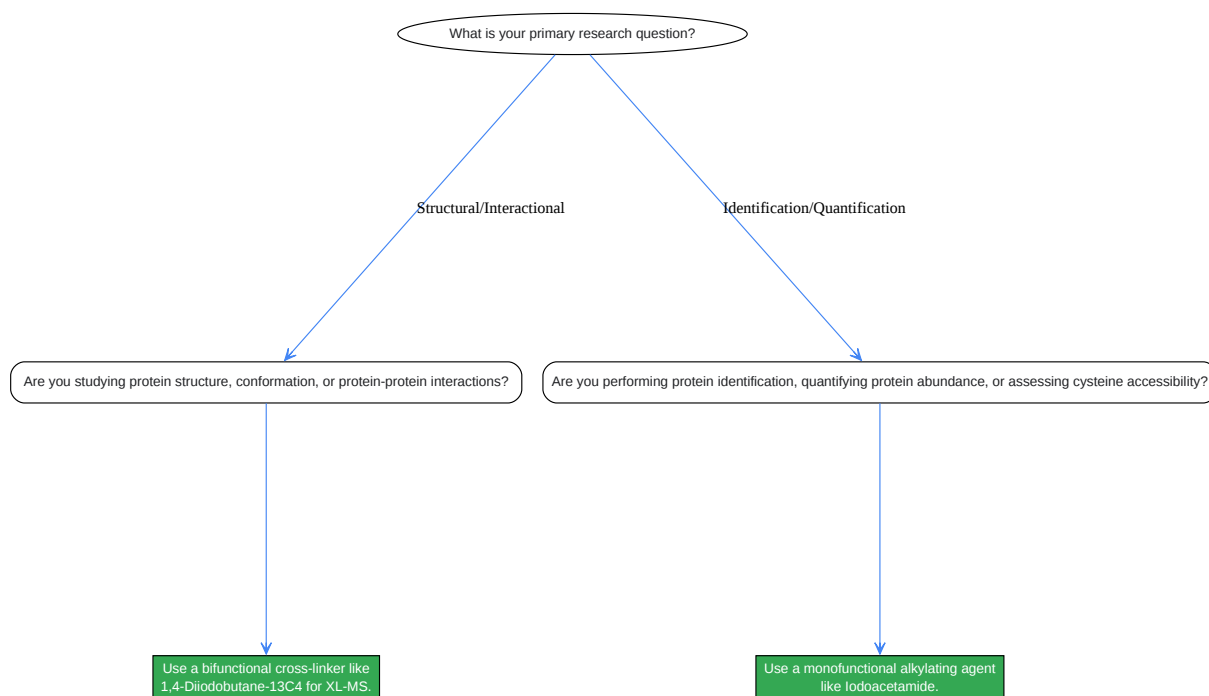 What is your primary research question?
Structural/Interactional
Identification/Quantification
Are you studying protein structure, conformation, or protein-protein interactions?
Are you performing protein identification, quantifying protein abundance, or assessing cysteine accessibility?
Use a bifunctional cross-linker like
1,4-Diiodobutane-13C4 for XL-MS.
Use a monofunctional alkylating agent
like Iodoacetamide.